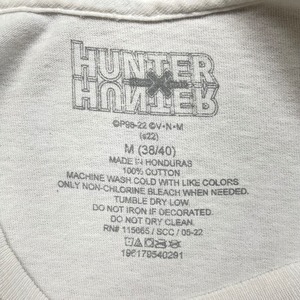 HUNTER
HUNTER
©P98-22 ©V•N•M
(s22)
M (38/40)
MADE IN HONDURAS
100% COTTON
MACHINE WASH COLD WITH LIKE COLORS
ONLY NON-CHLORINE BLEACH WHEN NEEDED.
TUMBLE DRY LOW
DO NOT IRON IF DECORATED.
DO NOT DRY CLEAN.
RN# 115665 / SCC / 05-22
196179540291